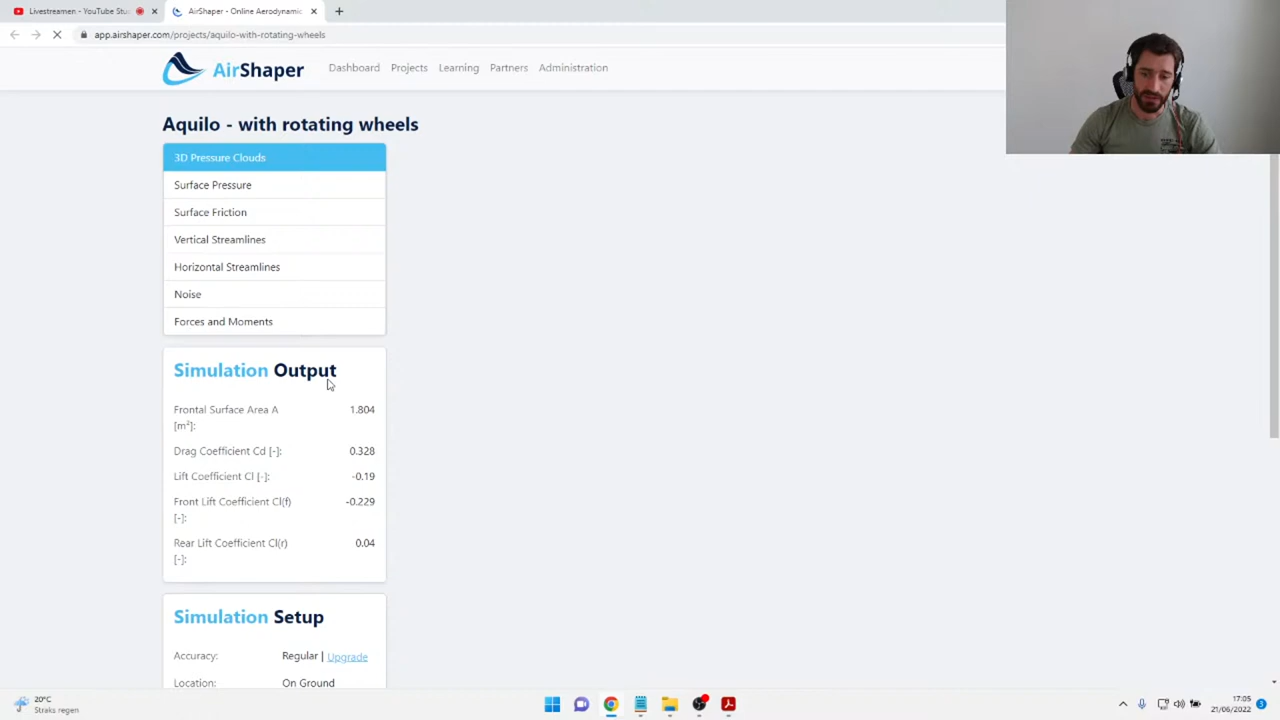 Livestreamen - YouTube Stu
AirShaper - Online Aerodynamic
app.airshaper.com/projects/aquilo-with-rotating-wheels
AirShaper
Dashboard
Projects
Learning
Partners
Administration
Aquilo - with rotating wheels
3D Pressure Clouds
Surface Pressure
Surface Friction
Vertical Streamlines
Horizontal Streamlines
Noise
Forces and Moments
Simulation Output
Frontal Surface Area A 1.804
[m²]:
Drag Coefficient Cd [-]: 0.328
Lift Coefficient Cl [-]: -0.19
Front Lift Coefficient Cl(f) -0.229
[-]:
Rear Lift Coefficient Cl(r) 0.04
[-]:
Simulation Setup
Accuracy: Regular | Upgrade
Location: On Ground
20°C
Straks regen
17:05
21/06/2022
3